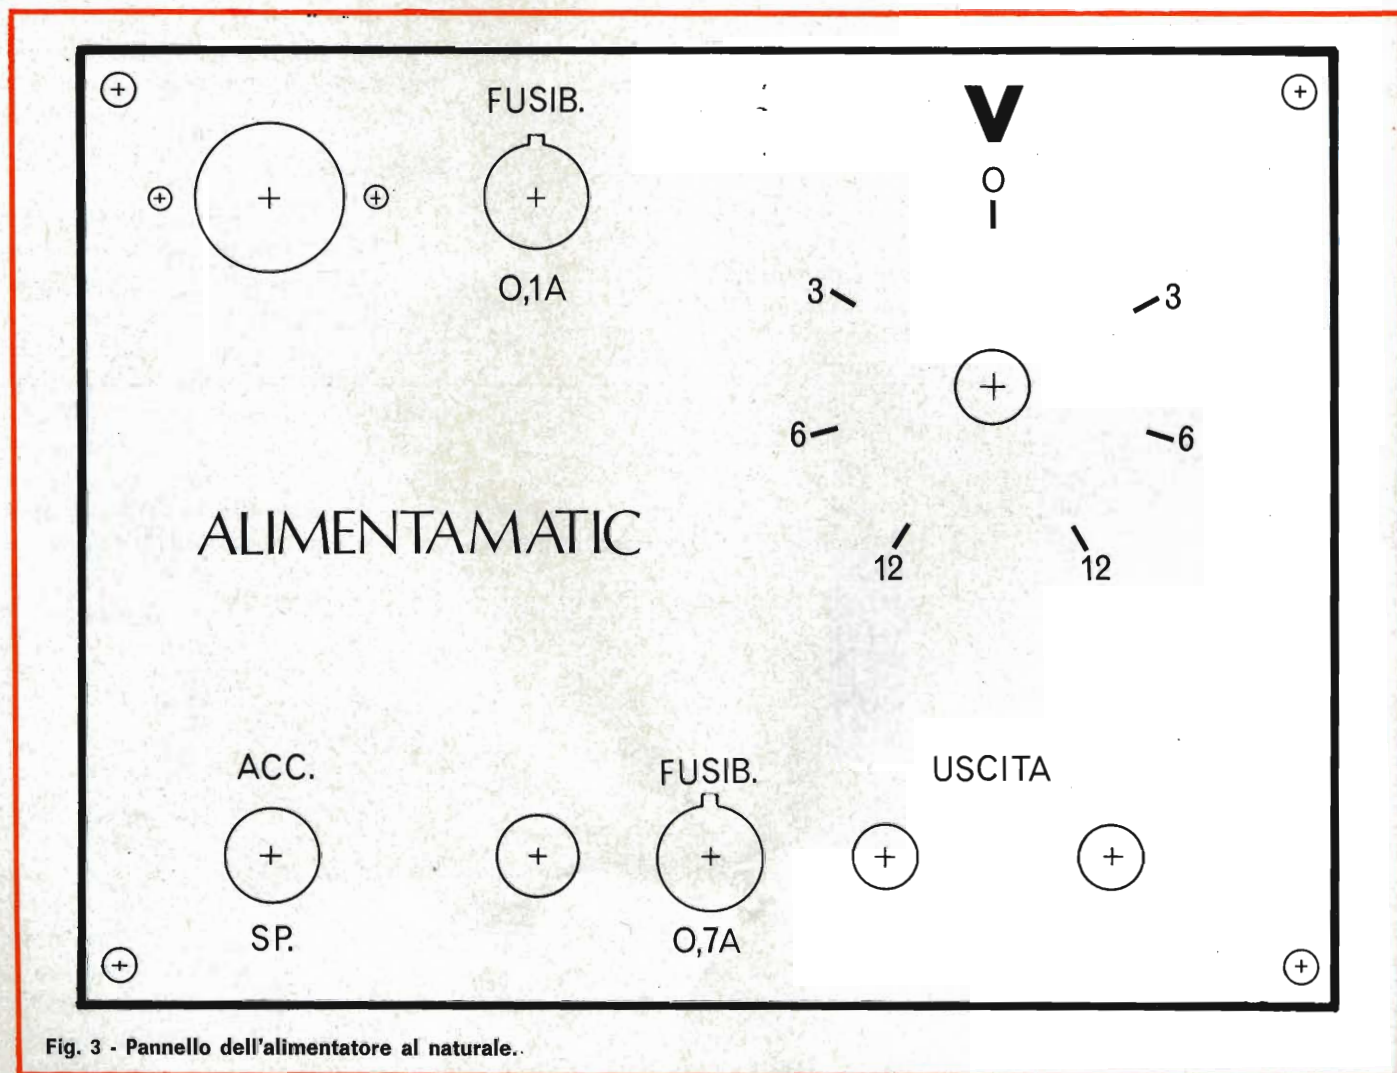 FUSIB.
0,1A
V
0
3
3
6
6
12
12
ALIMENTAMATIC
ACC.
SP.
FUSIB.
0,7A
USCITA
Fig. 3 - Pannello dell'alimentatore al naturale.